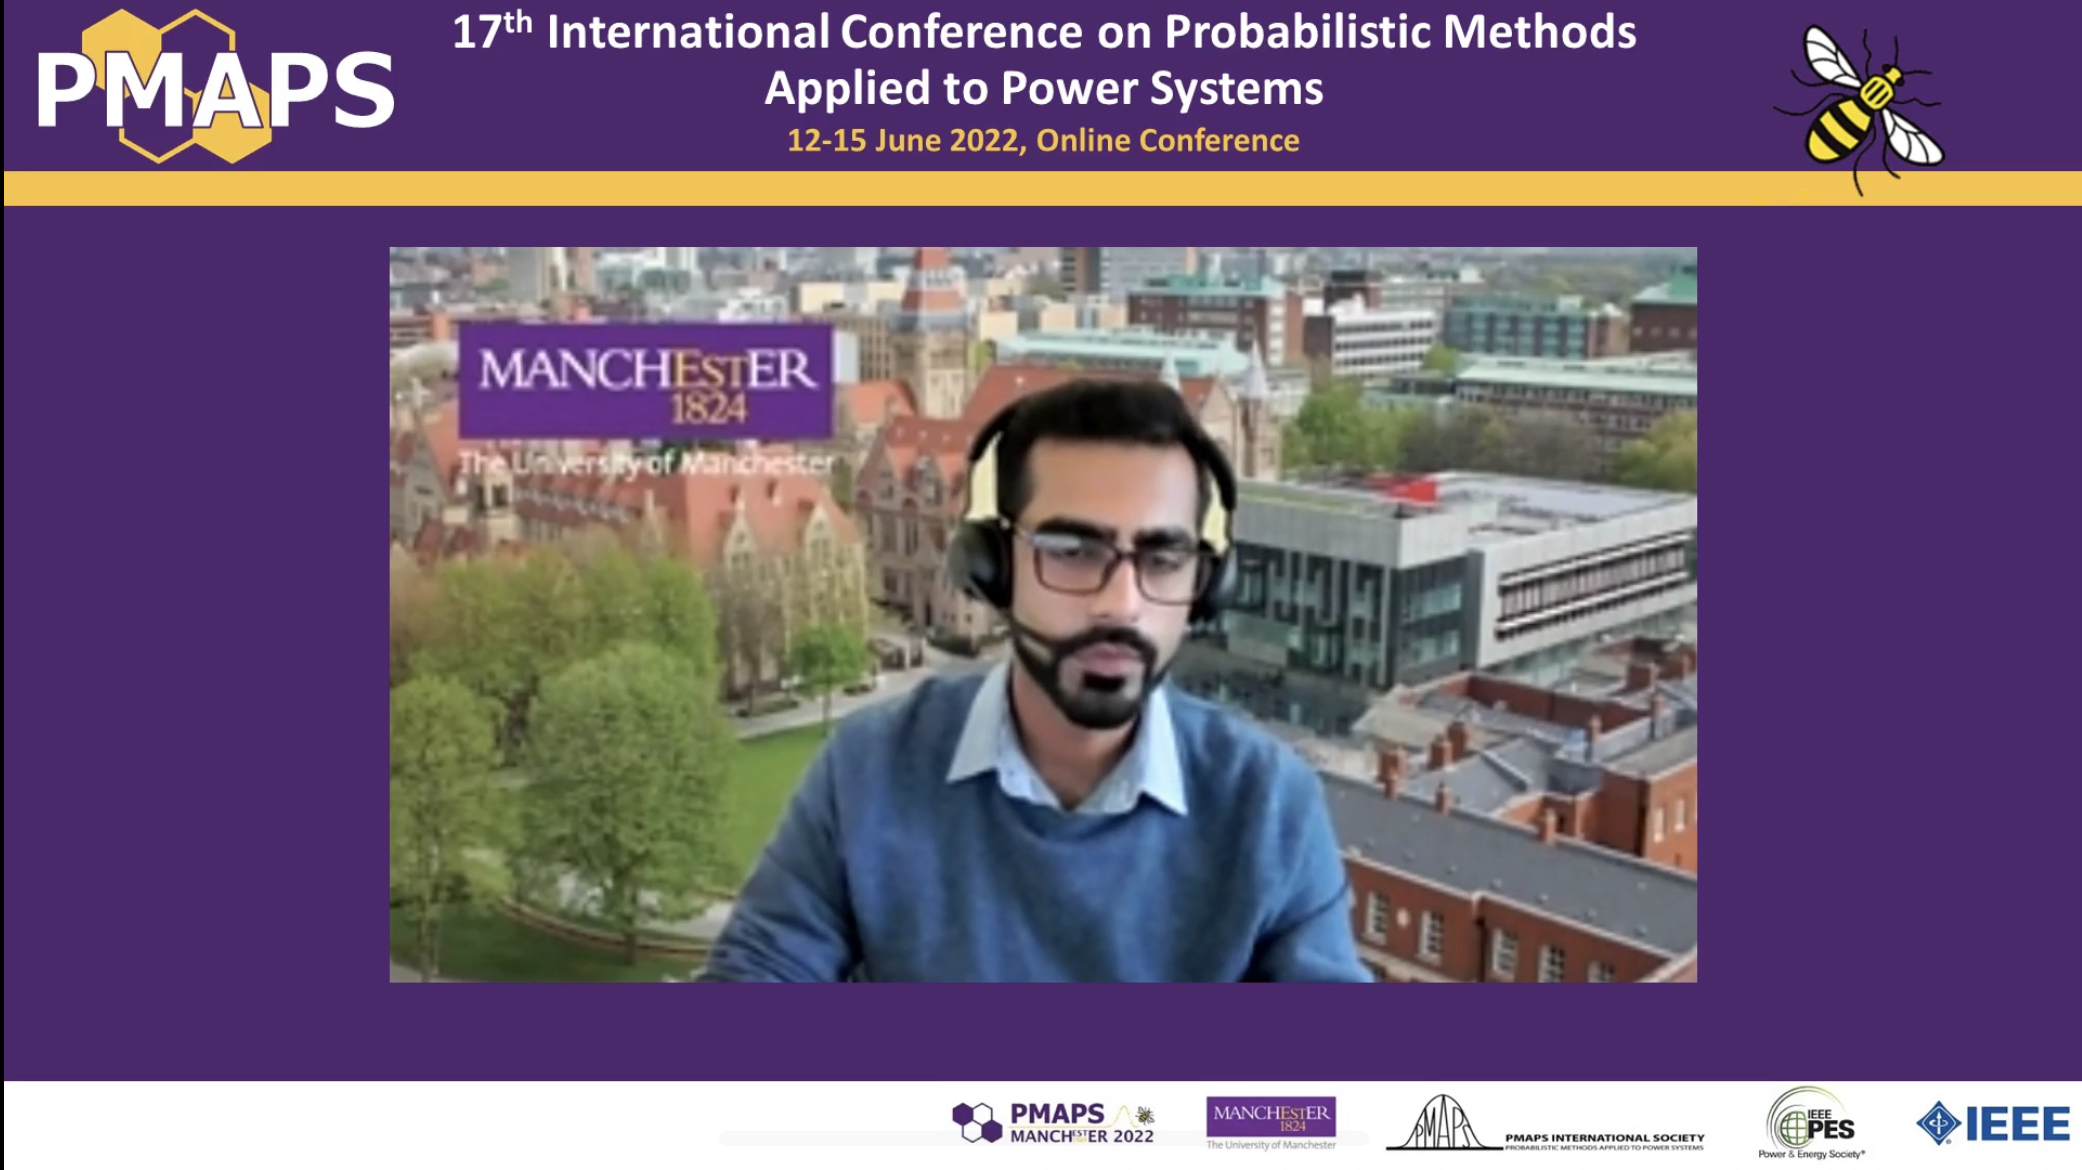 PMAPS
17th International Conference on Probabilistic Methods
Applied to Power Systems
12-15 June 2022, Online Conference
MANCHESTER
1824
The University of Manchester
PMAPS
MANCHESTER 2022
MANCHESTER
1824
The University of Manchester
PMAPS
PMAPS INTERNATIONAL SOCIETY
PROBABILISTIC METHODS APPLIED TO POWER SYSTEMS
IEEE
PES
Power & Energy Society®
IEEE